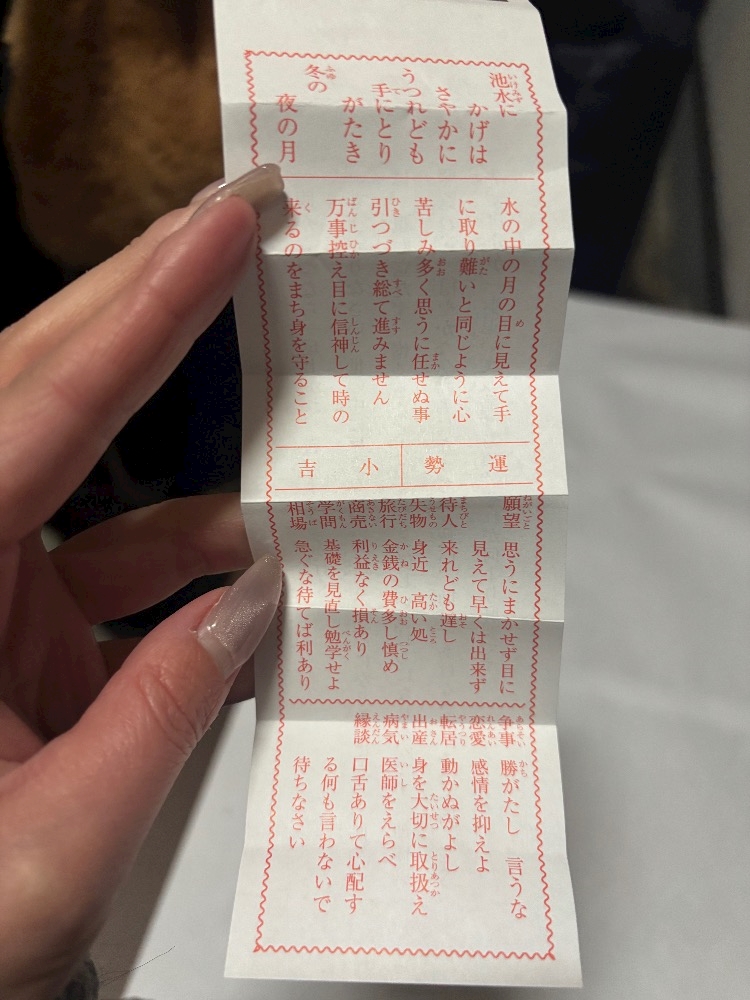 池水に
かげは
さやかに
うつれども
手にとり
がたき
冬の
夜の月
水の中の月の目に見えて手
に取り難いと同じように心
苦しみ多く思うに任せぬ事
引つづき総て進みません
万事控え目に信神して時の
来るのをまち身を守ること
運勢 小吉
願望 思うにまかせず目に
見えて早くは出来ず
待人 来れども遅し
失物 身近 高い処
旅行 金銭の費多し慎め
商売 利益なく損あり
学問 基礎を見直し勉学せよ
相場 急ぐな待てば利あり
争事 勝がたし 言うな
恋愛 感情を抑えよ
転居 動かぬがよし
出産 身を大切に取扱え
病気 医師をえらべ
縁談 口舌ありて心配す
る何も言わないで
待ちなさい